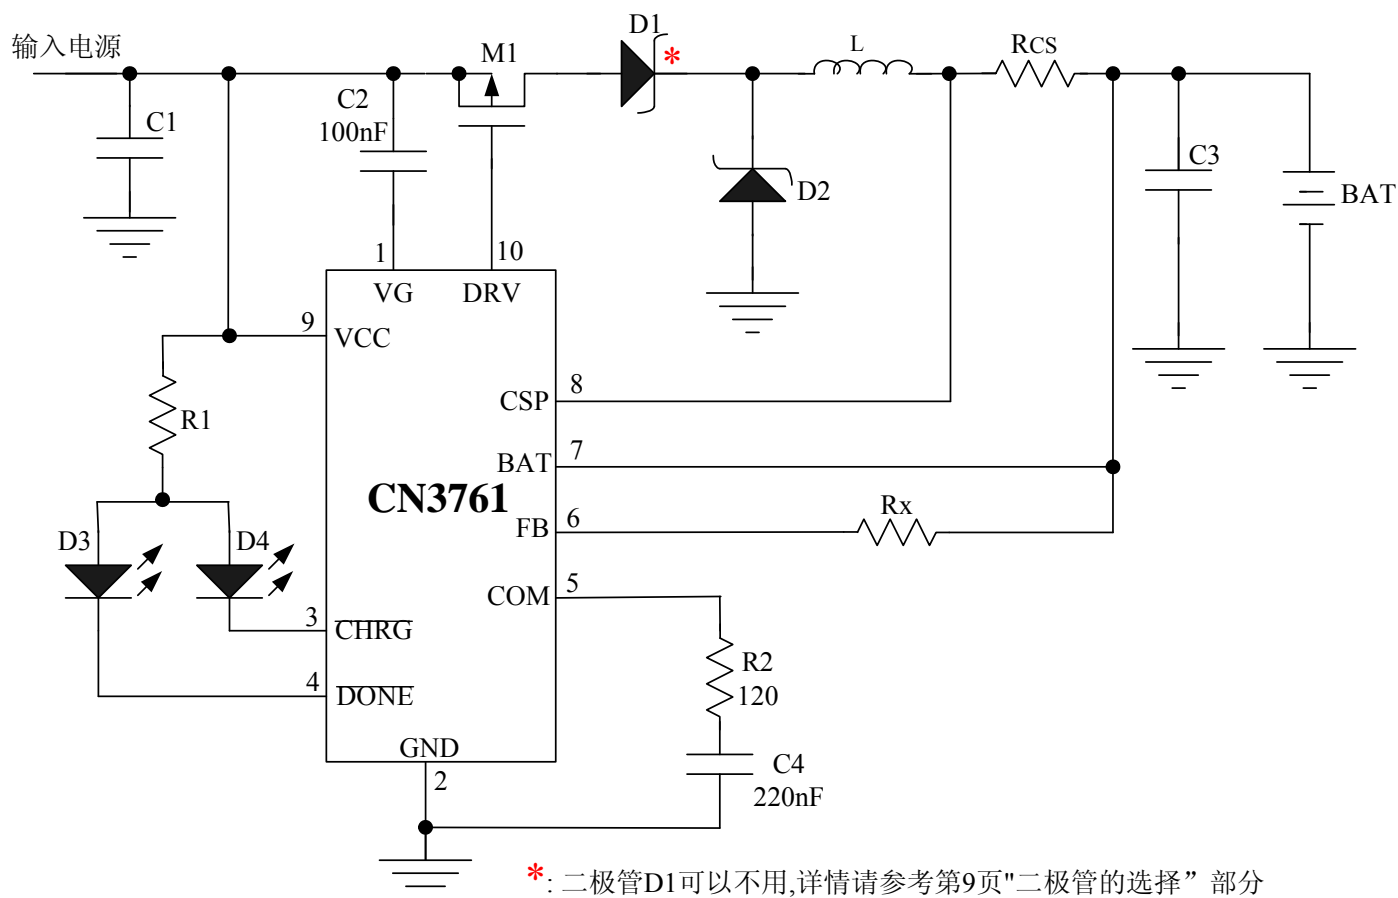 输入电源
D1
*
L
RCS
M1
C2
100nF
C1
C3
D2
BAT
1
10
VG
DRV
9
VCC
8
CSP
R1
7
BAT
CN3761
Rx
6
FB
D3
D4
5
COM
3
CHRG
R2
120
4
DONE
GND
2
C4
220nF
*: 二极管D1可以不用,详情请参考第9页"二极管的选择”部分